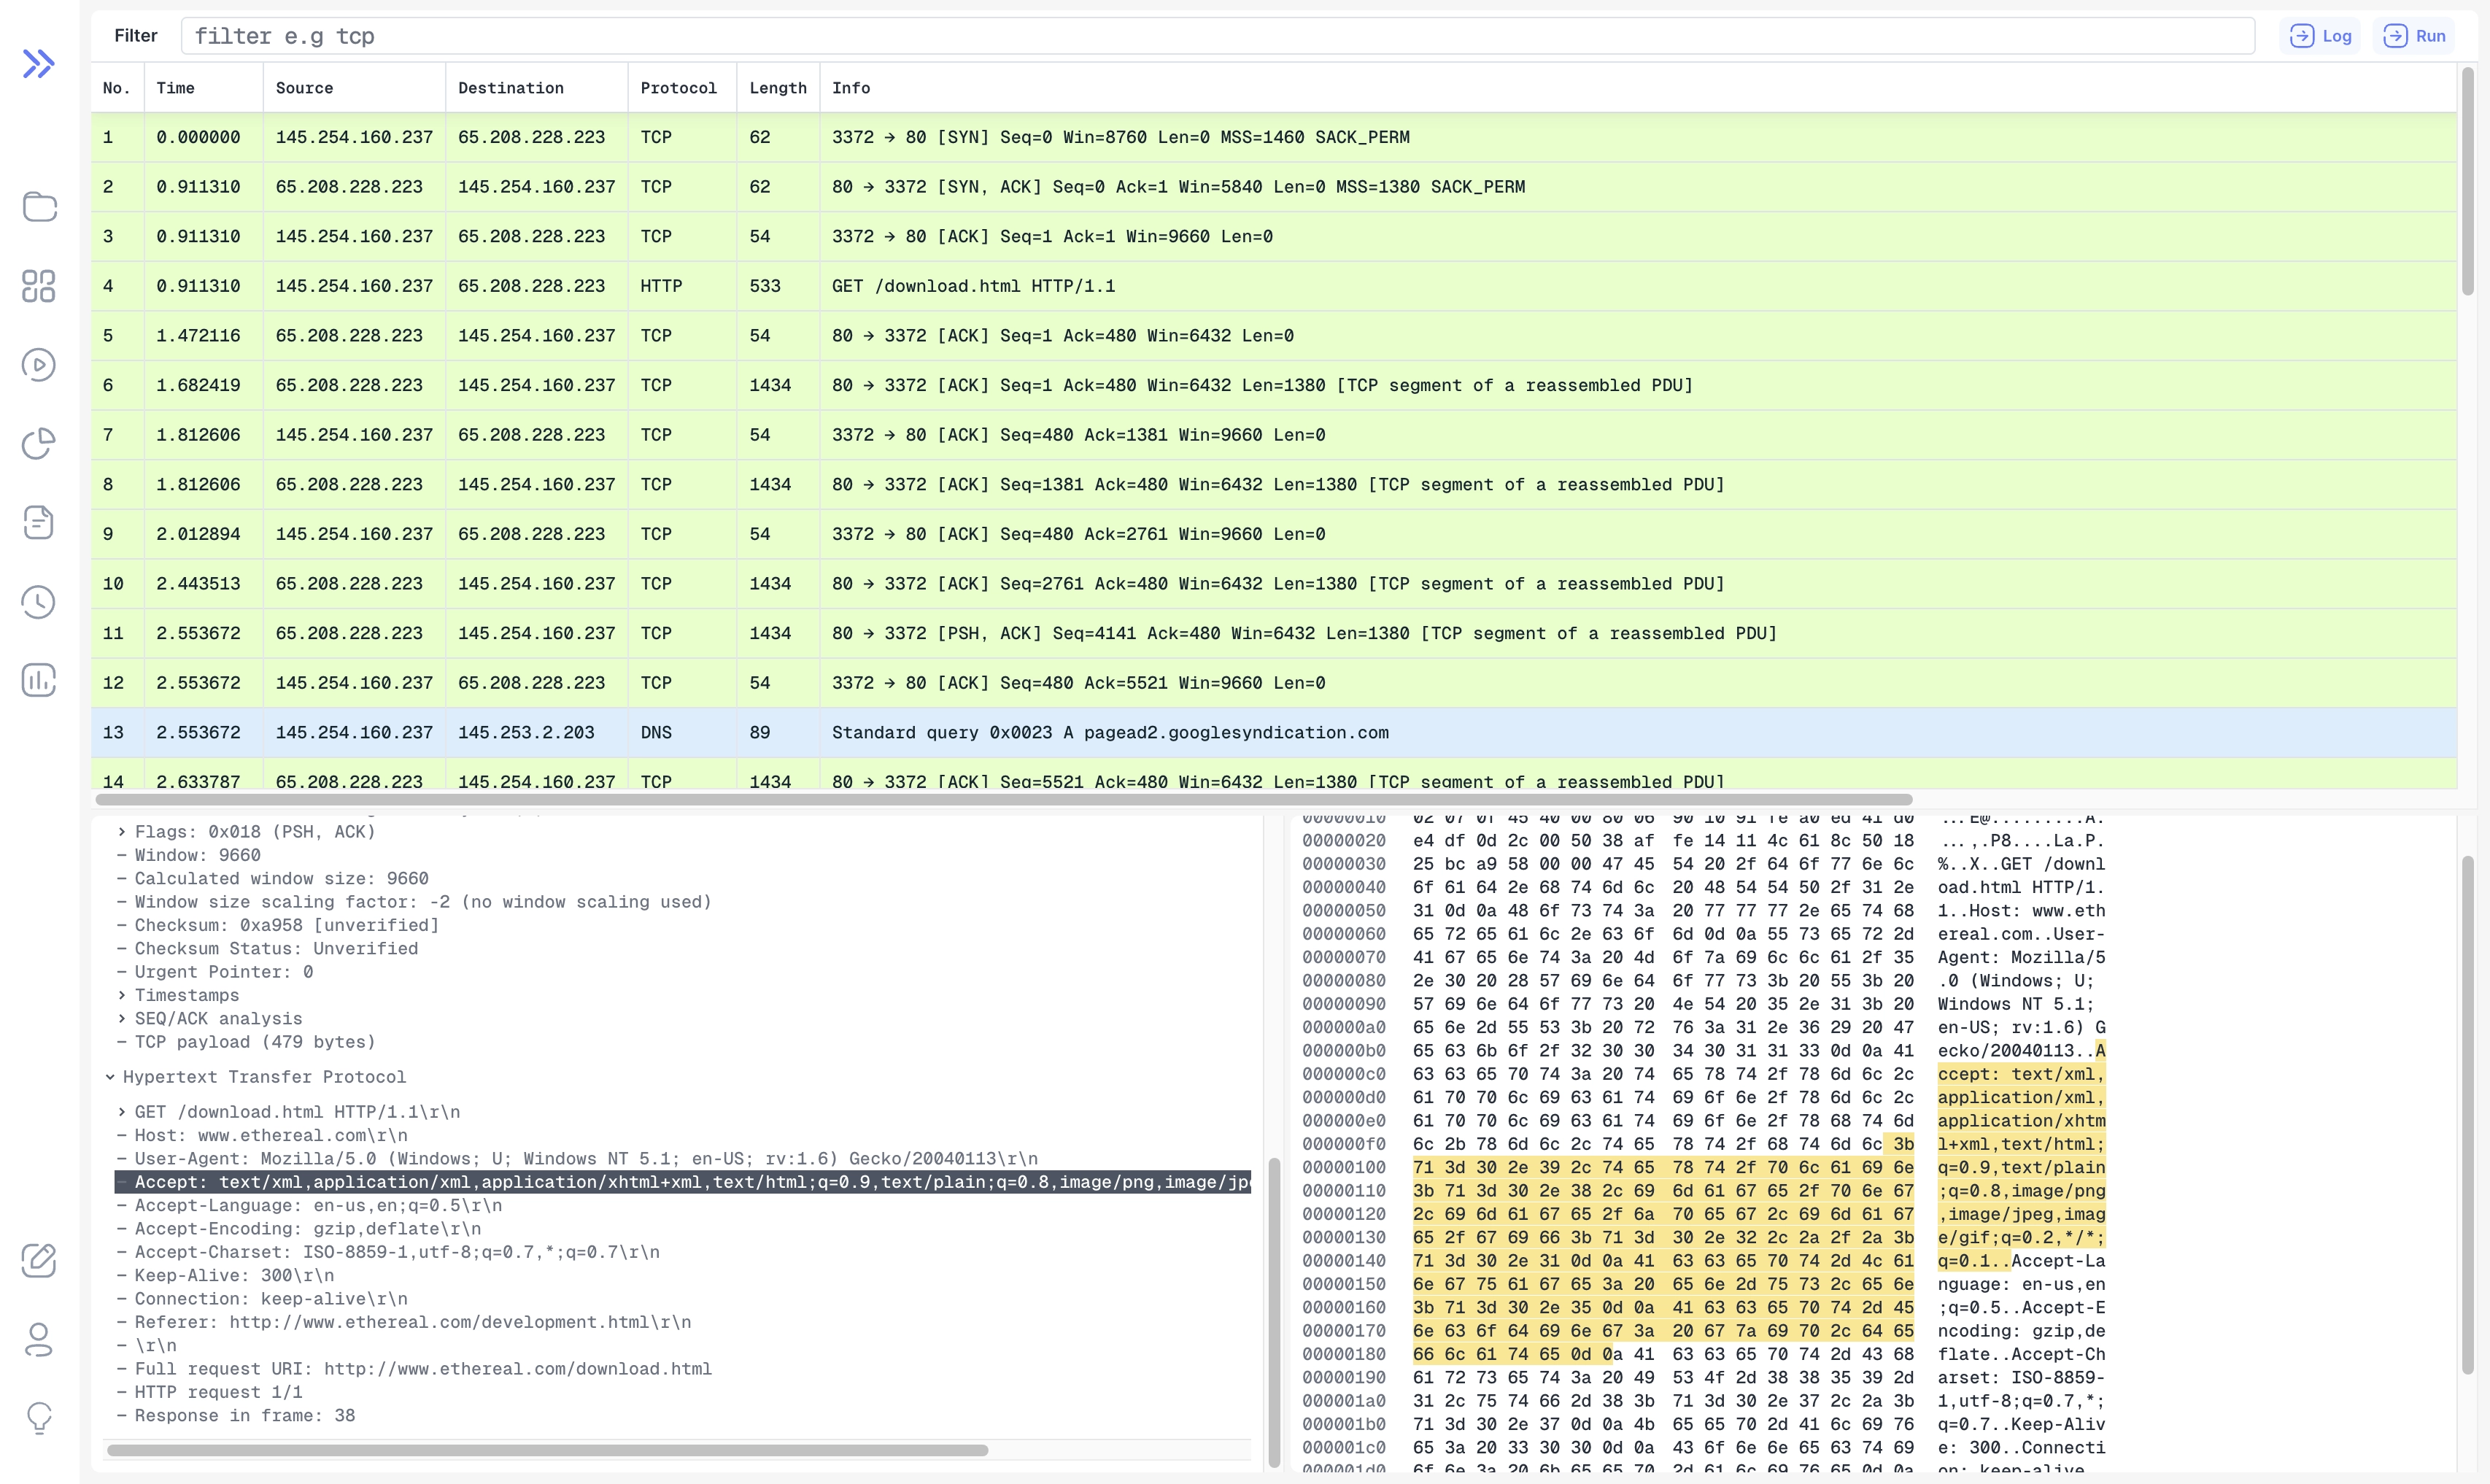 Filter filter e.g tcp Log Run
No. Time Source Destination Protocol Length Info
1 0.000000 145.254.160.237 65.208.228.223 TCP 62 3372 → 80 [SYN] Seq=0 Win=8760 Len=0 MSS=1460 SACK_PERM
2 0.911310 65.208.228.223 145.254.160.237 TCP 62 80 → 3372 [SYN, ACK] Seq=0 Ack=1 Win=5840 Len=0 MSS=1380 SACK_PERM
3 0.911310 145.254.160.237 65.208.228.223 TCP 54 3372 → 80 [ACK] Seq=1 Ack=1 Win=9660 Len=0
4 0.911310 145.254.160.237 65.208.228.223 HTTP 533 GET /download.html HTTP/1.1
5 1.472116 65.208.228.223 145.254.160.237 TCP 54 80 → 3372 [ACK] Seq=1 Ack=480 Win=6432 Len=0
6 1.682419 65.208.228.223 145.254.160.237 TCP 1434 80 → 3372 [ACK] Seq=1 Ack=480 Win=6432 Len=1380 [TCP segment of a reassembled PDU]
7 1.812606 145.254.160.237 65.208.228.223 TCP 54 3372 → 80 [ACK] Seq=480 Ack=1381 Win=9660 Len=0
8 1.812606 65.208.228.223 145.254.160.237 TCP 1434 80 → 3372 [ACK] Seq=1381 Ack=480 Win=6432 Len=1380 [TCP segment of a reassembled PDU]
9 2.012894 145.254.160.237 65.208.228.223 TCP 54 3372 → 80 [ACK] Seq=480 Ack=2761 Win=9660 Len=0
10 2.443513 65.208.228.223 145.254.160.237 TCP 1434 80 → 3372 [ACK] Seq=2761 Ack=480 Win=6432 Len=1380 [TCP segment of a reassembled PDU]
11 2.553672 65.208.228.223 145.254.160.237 TCP 1434 80 → 3372 [PSH, ACK] Seq=4141 Ack=480 Win=6432 Len=1380 [TCP segment of a reassembled PDU]
12 2.553672 145.254.160.237 65.208.228.223 TCP 54 3372 → 80 [ACK] Seq=480 Ack=5521 Win=9660 Len=0
13 2.553672 145.254.160.237 145.253.2.203 DNS 89 Standard query 0x0023 A pagead2.googlesyndication.com
14 2.633787 65.208.228.223 145.254.160.237 TCP 1434 80 → 3372 [ACK] Seq=5521 Ack=480 Win=6432 Len=1380 [TCP segment of a reassembled PDU]
Flags: 0x018 (PSH, ACK)
Window: 9660
Calculated window size: 9660
Window size scaling factor: -2 (no window scaling used)
Checksum: 0xa958 [unverified]
Checksum Status: Unverified
Urgent Pointer: 0
Timestamps
SEQ/ACK analysis
TCP payload (479 bytes)
Hypertext Transfer Protocol
GET /download.html HTTP/1.1\r\n
Host: www.ethereal.com\r\n
User-Agent: Mozilla/5.0 (Windows; U; Windows NT 5.1; en-US; rv:1.6) Gecko/20040113\r\n
Accept: text/xml,application/xml,application/xhtml+xml,text/html;q=0.9,text/plain;q=0.8,image/png,image/jp
Accept-Language: en-us,en;q=0.5\r\n
Accept-Encoding: gzip,deflate\r\n
Accept-Charset: ISO-8859-1,utf-8;q=0.7,*;q=0.7\r\n
Keep-Alive: 300\r\n
Connection: keep-alive\r\n
Referer: http://www.ethereal.com/development.html\r\n
\r\n
Full request URI: http://www.ethereal.com/download.html
HTTP request 1/1
Response in frame: 38
00000010 02 07 0f 45 40 00 80 06 90 10 91 fe a0 ed 41 d0 ...E@.........A.
00000020 e4 df 0d 2c 00 50 38 af fe 14 11 4c 61 8c 50 18 ...,.P8....La.P.
00000030 25 bc a9 58 00 00 47 45 54 20 2f 64 6f 77 6e 6c %..X..GET /downl
00000040 6f 61 64 2e 68 74 6d 6c 20 48 54 54 50 2f 31 2e oad.html HTTP/1.
00000050 31 0d 0a 48 6f 73 74 3a 20 77 77 77 2e 65 74 68 1..Host: www.eth
00000060 65 72 65 61 6c 2e 63 6f 6d 0d 0a 55 73 65 72 2d ereal.com..User-
00000070 41 67 65 6e 74 3a 20 4d 6f 7a 69 6c 6c 61 2f 35 Agent: Mozilla/5
00000080 2e 30 20 28 57 69 6e 64 6f 77 73 3b 20 55 3b 20 .0 (Windows; U;
00000090 57 69 6e 64 6f 77 73 20 4e 54 20 35 2e 31 3b 20 Windows NT 5.1;
000000a0 65 6e 2d 55 53 3b 20 72 76 3a 31 2e 36 29 20 47 en-US; rv:1.6) G
000000b0 65 63 6b 6f 2f 32 30 30 34 30 31 31 33 0d 0a 41 ecko/20040113..A
000000c0 63 63 65 70 74 3a 20 74 65 78 74 2f 78 6d 6c 2c ccept: text/xml,
000000d0 61 70 70 6c 69 63 61 74 69 6f 6e 2f 78 6d 6c 2c application/xml,
000000e0 61 70 70 6c 69 63 61 74 69 6f 6e 2f 78 68 74 6d application/xhtm
000000f0 6c 2b 78 6d 6c 2c 74 65 78 74 2f 68 74 6d 6c 3b l+xml,text/html;
00000100 71 3d 30 2e 39 2c 74 65 78 74 2f 70 6c 61 69 6e q=0.9,text/plain
00000110 3b 71 3d 30 2e 38 2c 69 6d 61 67 65 2f 70 6e 67 ;q=0.8,image/png
00000120 2c 69 6d 61 67 65 2f 6a 70 65 67 2c 69 6d 61 67 ,image/jpeg,imag
00000130 65 2f 67 69 66 3b 71 3d 30 2e 32 2c 2a 2f 2a 3b e/gif;q=0.2,*/*;
00000140 71 3d 30 2e 31 0d 0a 41 63 63 65 70 74 2d 4c 61 q=0.1..Accept-La
00000150 6e 67 75 61 67 65 3a 20 65 6e 2d 75 73 2c 65 6e nguage: en-us,en
00000160 3b 71 3d 30 2e 35 0d 0a 41 63 63 65 70 74 2d 45 ;q=0.5..Accept-E
00000170 6e 63 6f 64 69 6e 67 3a 20 67 7a 69 70 2c 64 65 ncoding: gzip,de
00000180 66 6c 61 74 65 0d 0a 41 63 63 65 70 74 2d 43 68 flate..Accept-Ch
00000190 61 72 73 65 74 3a 20 49 53 4f 2d 38 38 35 39 2d arset: ISO-8859-
000001a0 31 2c 75 74 66 2d 38 3b 71 3d 30 2e 37 2c 2a 3b 1,utf-8;q=0.7,*;
000001b0 71 3d 30 2e 37 0d 0a 4b 65 65 70 2d 41 6c 69 76 q=0.7..Keep-Aliv
000001c0 65 3a 20 33 30 30 0d 0a 43 6f 6e 6e 65 63 74 69 e: 300..Connecti
000001d0 6f 6e 3a 20 6b 65 65 70 2d 61 6c 69 76 65 0d 0a on: keep-alive..